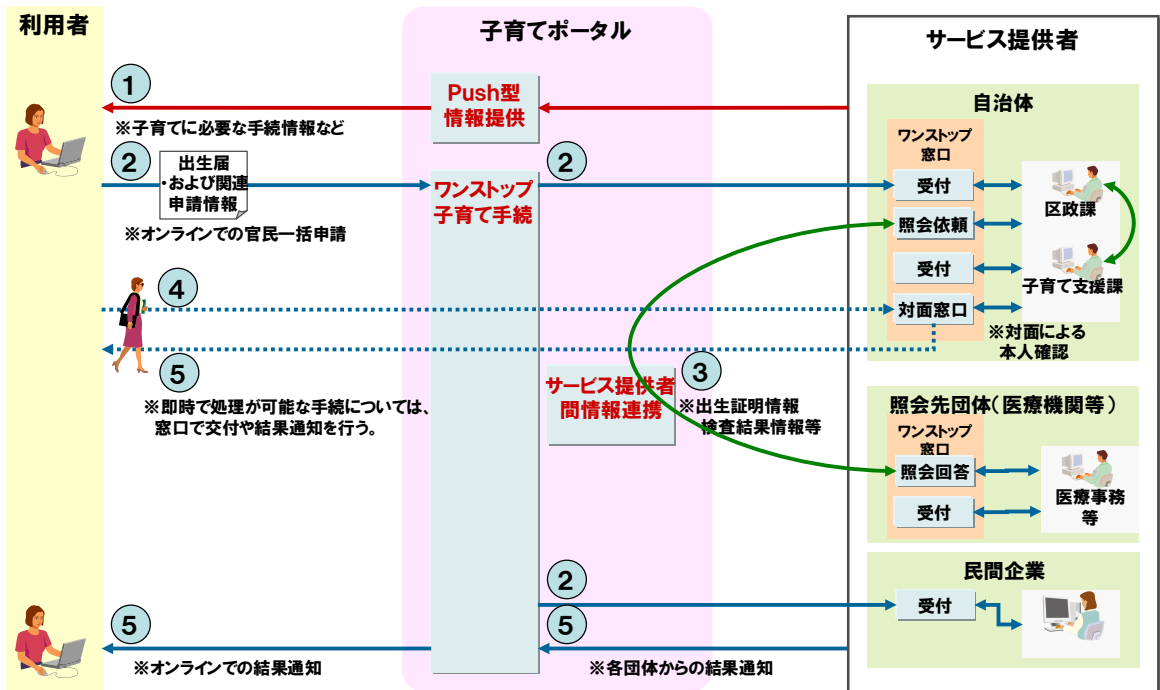 利用者
子育てポータル
サービス提供者
①
Push型
情報提供
※子育てに必要な手続情報など
自治体
ワンストップ
窓口
②
出生届
・および関連
申請情報
※オンラインでの官民一括申請
ワンストップ
子育て手続
②
受付
区政課
照会依頼
受付
子育て支援課
④
対面窓口
※対面による
本人確認
⑤
※即時で処理が可能な手続については、
窓口で交付や結果通知を行う。
サービス提供者
間情報連携
③
※出生証明情報
検査結果情報等
照会先団体（医療機関等）
ワンストップ
窓口
照会回答
医療事務
等
受付
民間企業
②
受付
⑤
※オンラインでの結果通知
⑤
※各団体からの結果通知